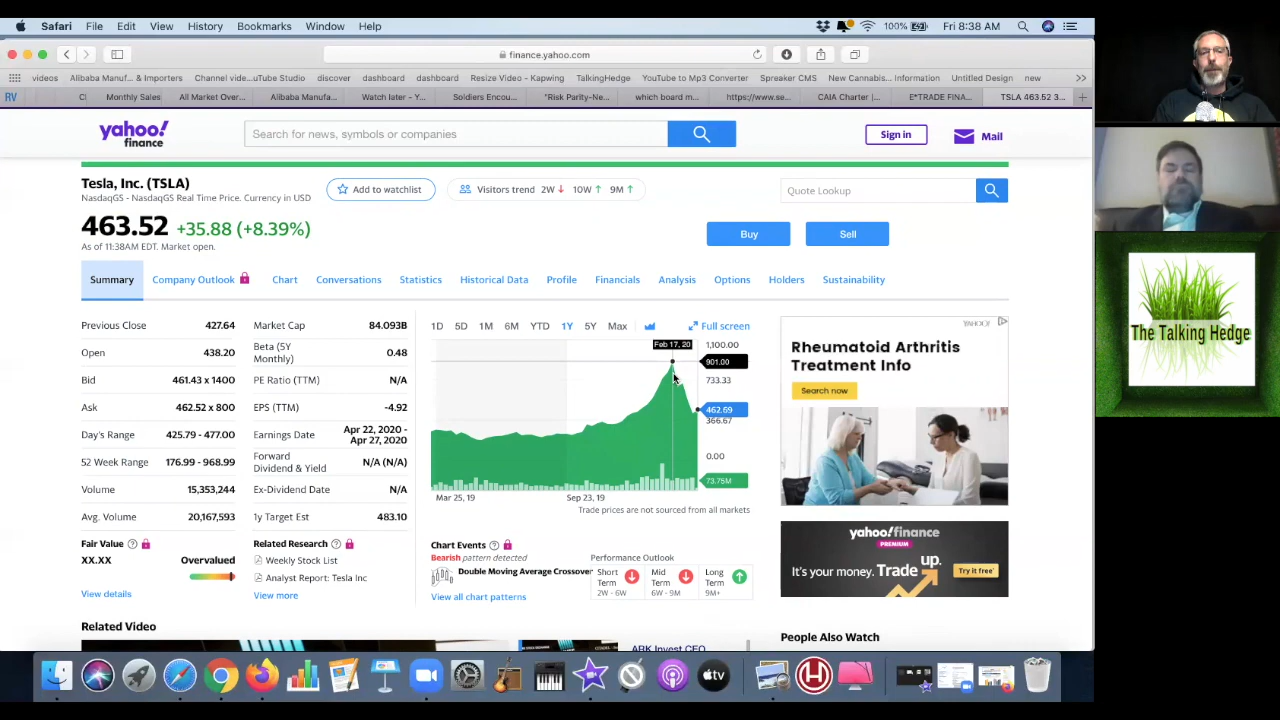 Safari File Edit View History Bookmarks Window Help 100% Fri 8:38 AM
finance.yahoo.com
videos Alibaba Manuf... & Importers Channel vide...uTube Studio discover dashboard dashboard Resize Video - Kapwing TalkingHedge YouTube to Mp3 Converter Spreaker CMS New Cannabis... Information Untitled Design new >>
RV Monthly Sales All Market Over... Alibaba Manufa... Watch later - Y... Soldiers Encou... "Risk Parity-Ne... which board m... https://www.se... CAIA Charter |... E*TRADE FINA... TSLA 463.52 3... +
yahoo!
finance
Search for news, symbols or companies
Sign in
Mail
Tesla, Inc. (TSLA)
NasdaqGS - NasdaqGS Real Time Price. Currency in USD
Add to watchlist
Visitors trend 2W↓ 10W↑ 9M↑
Quote Lookup
463.52 +35.88 (+8.39%)
As of 11:38AM EDT. Market open.
Buy
Sell
Summary Company Outlook Chart Conversations Statistics Historical Data Profile Financials Analysis Options Holders Sustainability
Previous Close 427.64
Open 438.20
Bid 461.43 x 1400
Ask 462.52 x 800
Day's Range 425.79 - 477.00
52 Week Range 176.99 - 968.99
Volume 15,353,244
Avg. Volume 20,167,593
Market Cap 84.093B
Beta (5Y
Monthly) 0.48
PE Ratio (TTM) N/A
EPS (TTM) -4.92
Earnings Date Apr 22, 2020 -
Apr 27, 2020
Forward
Dividend & Yield N/A (N/A)
Ex-Dividend Date N/A
1y Target Est 483.10
Fair Value
XX.XX Overvalued
View details
Related Research
Weekly Stock List
Analyst Report: Tesla Inc
View more
1D 5D 1M 6M YTD 1Y 5Y Max
Full screen
Feb 17, 20
1,100.00
901.00
733.33
462.69
366.67
0.00
73.75M
Mar 25, 19 Sep 23, 19
Trade prices are not sourced from all markets
Chart Events
Bearish pattern detected
Double Moving Average Crossover
View all chart patterns
Performance Outlook
Short
Term
2W - 6W
Mid
Term
6W - 9M
Long
Term
9M+
YAHOO!
Rheumatoid Arthritis
Treatment Info
Search now
yahoo!finance
PREMIUM
It's your money. Trade up.
Try it free*
Related Video
ARK Invest CEO
People Also Watch
The Talking Hedge
tv